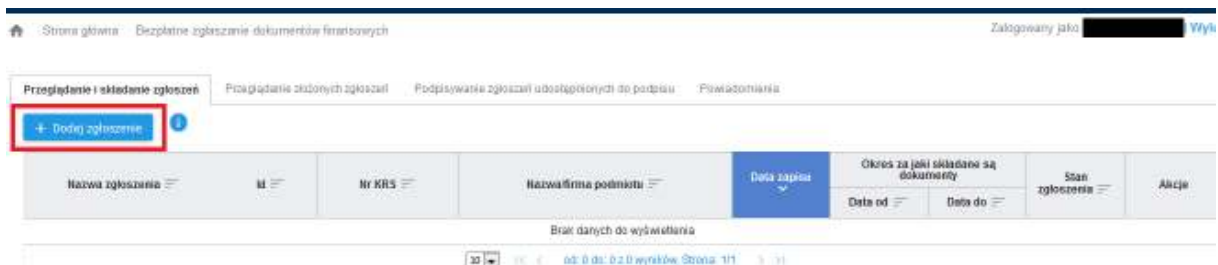 Strona główna Bezpłatne zgłaszanie dokumentów finansowych Zalogowany jako
Przeglądanie i składanie zgłoszeń Przeglądanie złożonych zgłoszeń Podpisywanie zgłoszeń udostępnionych do podpisu Powiadomienia
+ Dodaj zgłoszenie i
Nazwa zgłoszenia Id Nr KRS Nazwa/firma podmiotu Data zapisu Okres za jaki składane są dokumenty Stan zgłoszenia Akcje
Data od Data do
Brak danych do wyświetlenia
10 od: 0 do: 0 z 0 wyników, Strona: 1/1